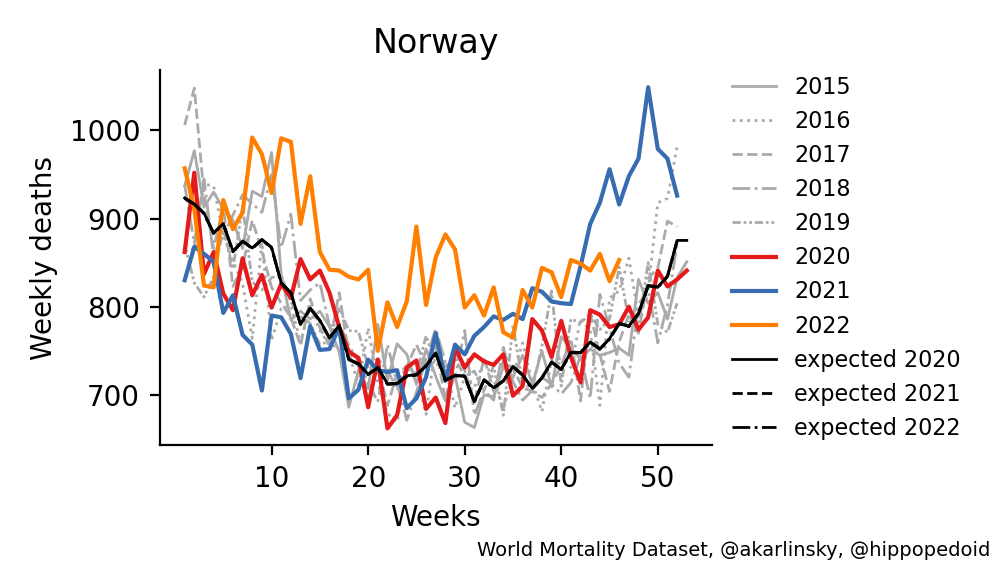 Norway
Weekly deaths
1000
900
800
700
10 20 30 40 50
Weeks
2015
2016
2017
2018
2019
2020
2021
2022
expected 2020
expected 2021
expected 2022
World Mortality Dataset, @akarlinsky, @hippopedoid